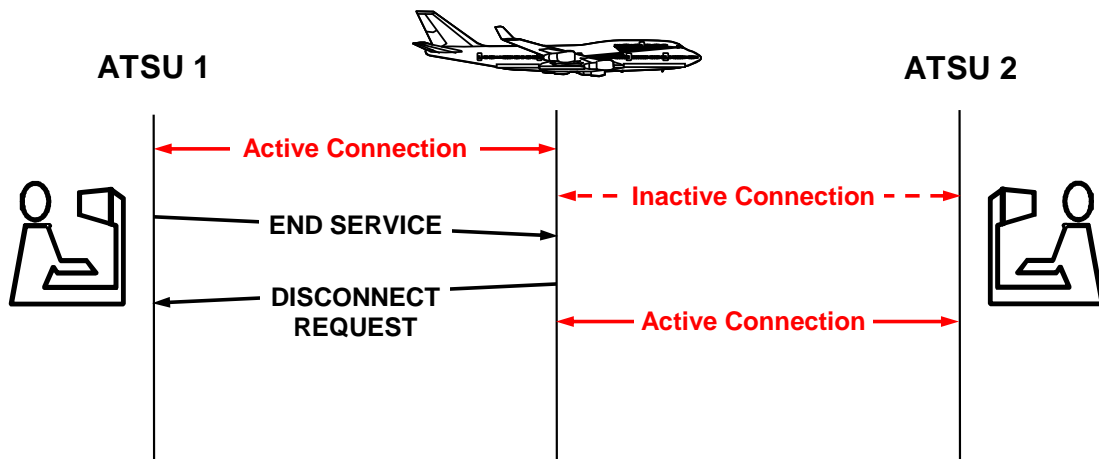 ATSU 1
ATSU 2
Active Connection
Inactive Connection
END SERVICE
DISCONNECT
REQUEST
Active Connection